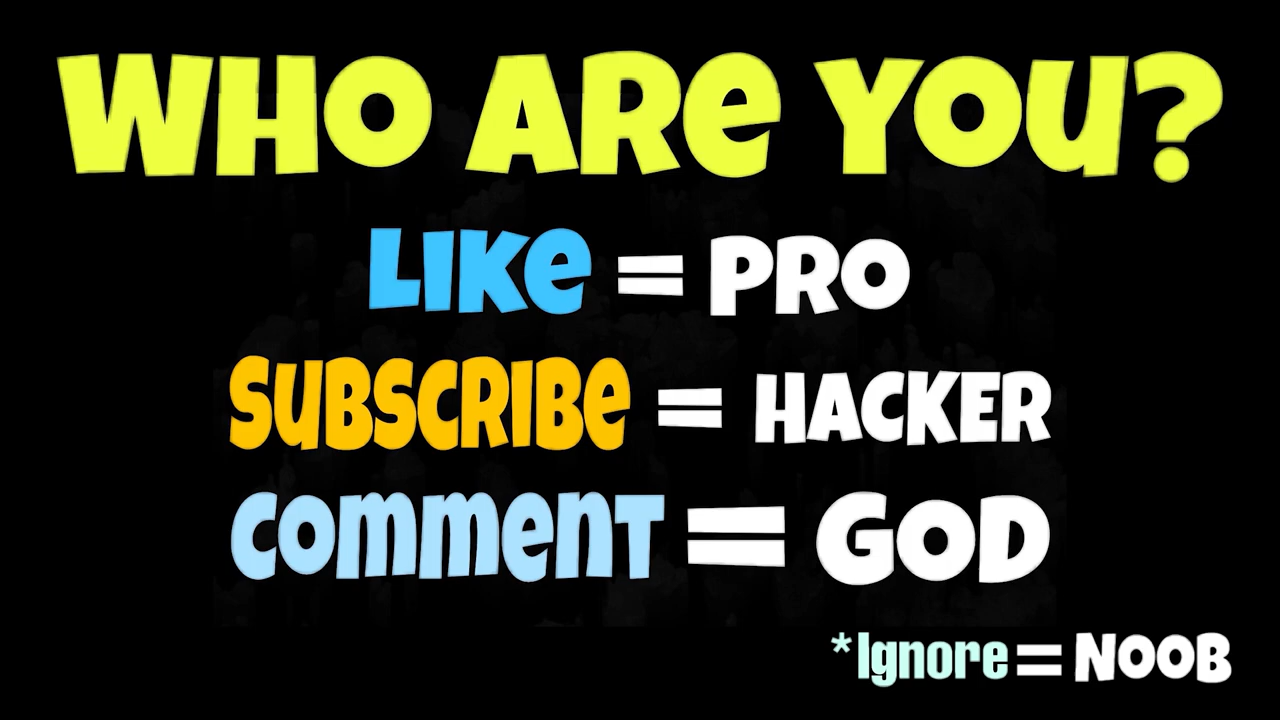 WHO ARE YOU?
LIKE = PRO
SUBSCRIBE = HACKER
COMMENT = GOD
*Ignore = NOOB